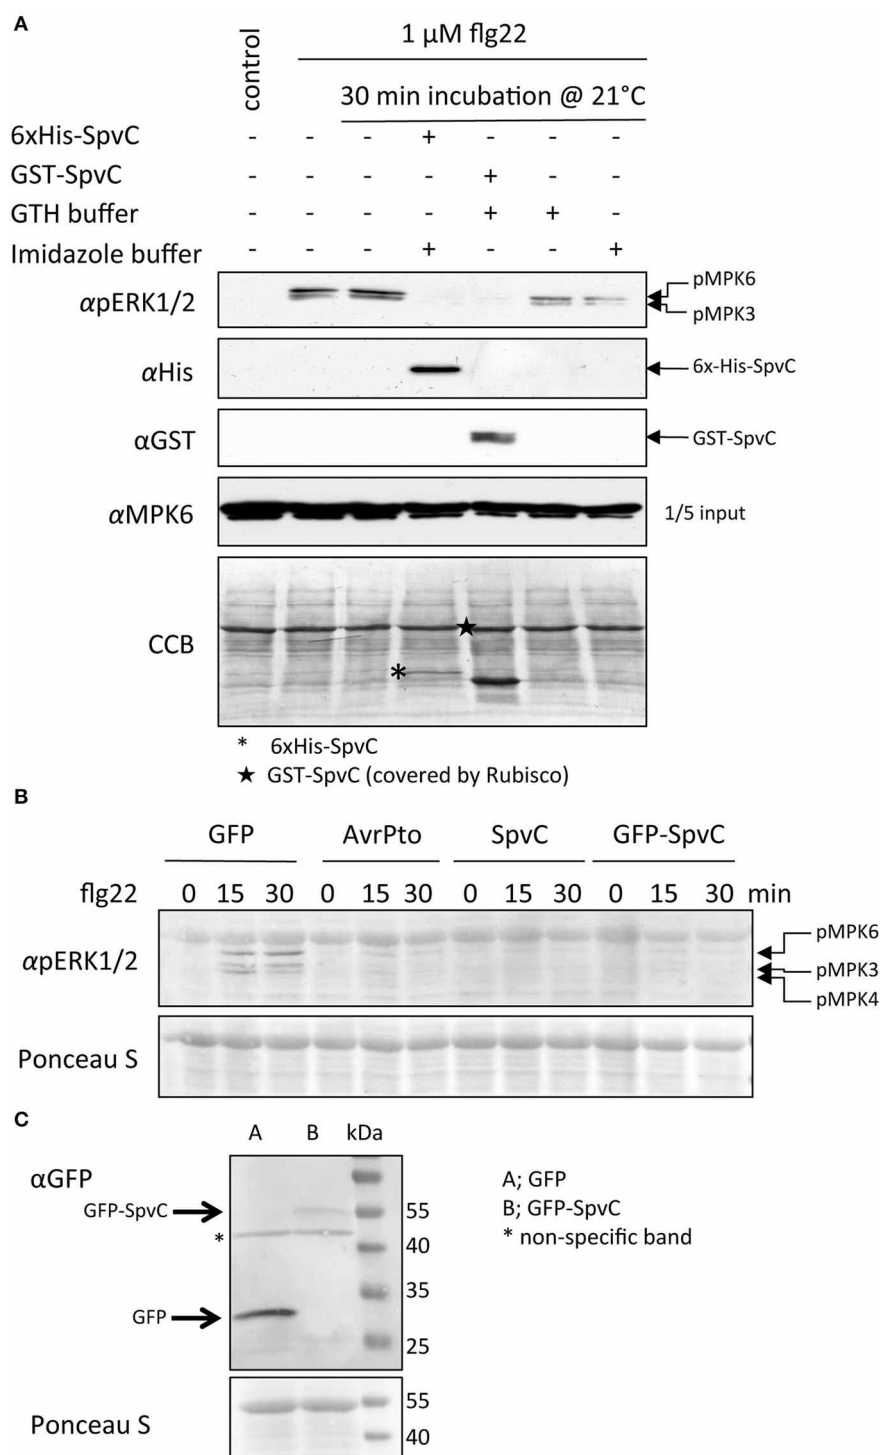 A
control
1 μM flg22
30 min incubation @ 21°C
6xHis-SpvC - - - + - - -
GST-SpvC - - - - + - -
GTH buffer - - - - + + -
Imidazole buffer - - - + - - +
αpERK1/2
pMPK6
pMPK3
αHis
6x-His-SpvC
αGST
GST-SpvC
αMPK6
1/5 input
CCB
★
*
* 6xHis-SpvC
★ GST-SpvC (covered by Rubisco)
B
GFP AvrPto SpvC GFP-SpvC
flg22 0 15 30 0 15 30 0 15 30 0 15 30 min
αpERK1/2
pMPK6
pMPK3
pMPK4
Ponceau S
C
A B kDa
αGFP
A; GFP
GFP-SpvC
55
B; GFP-SpvC
*
* non-specific band
40
35
GFP
25
Ponceau S
55
40